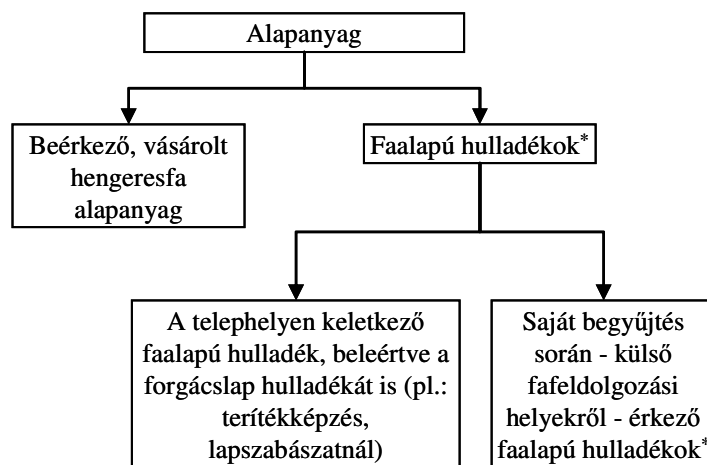 Alapanyag
Beérkező, vásárolt
hengeresfa
alapanyag
Faalapú hulladékok*
A telephelyen keletkező
faalapú hulladék, beleértve a
forgácslap hulladékát is (pl.:
terítékképzés,
lapszabászatnál)
Saját begyűjtés
során - külső
fafeldolgozási
helyekről - érkező
faalapú hulladékok*